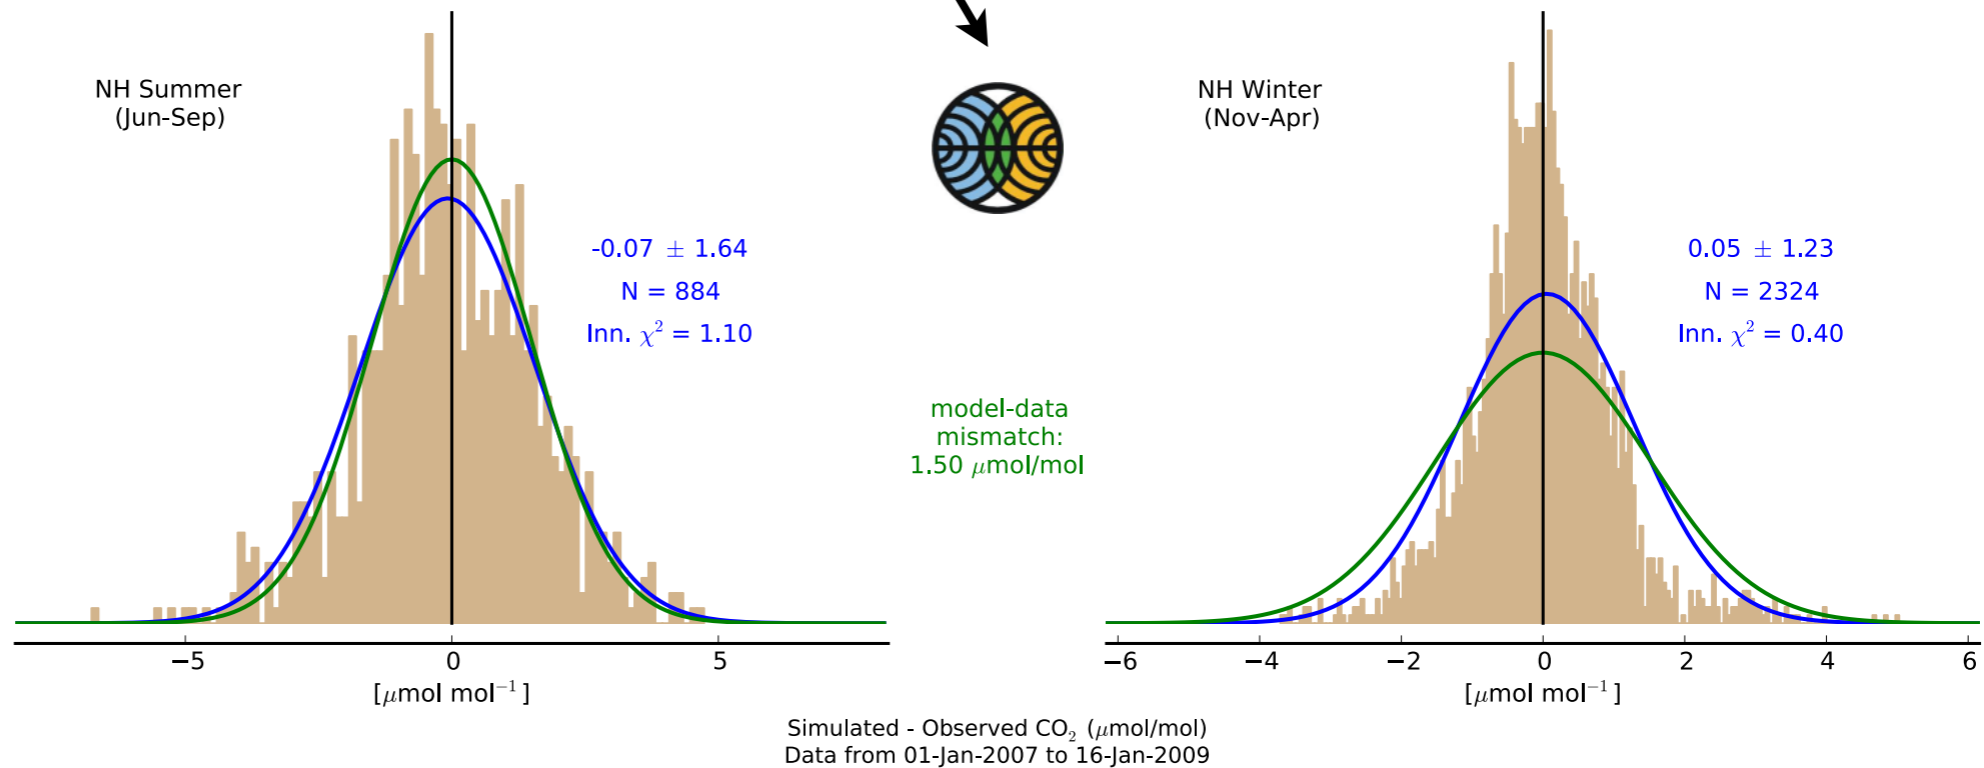 NH Summer
(Jun-Sep)
-0.07 ± 1.64
N = 884
Inn. χ² = 1.10
−5 0 5
[μmol mol⁻¹]
model-data
mismatch:
1.50 μmol/mol
NH Winter
(Nov-Apr)
0.05 ± 1.23
N = 2324
Inn. χ² = 0.40
−6 −4 −2 0 2 4 6
[μmol mol⁻¹]
Simulated - Observed CO₂ (μmol/mol)
Data from 01-Jan-2007 to 16-Jan-2009